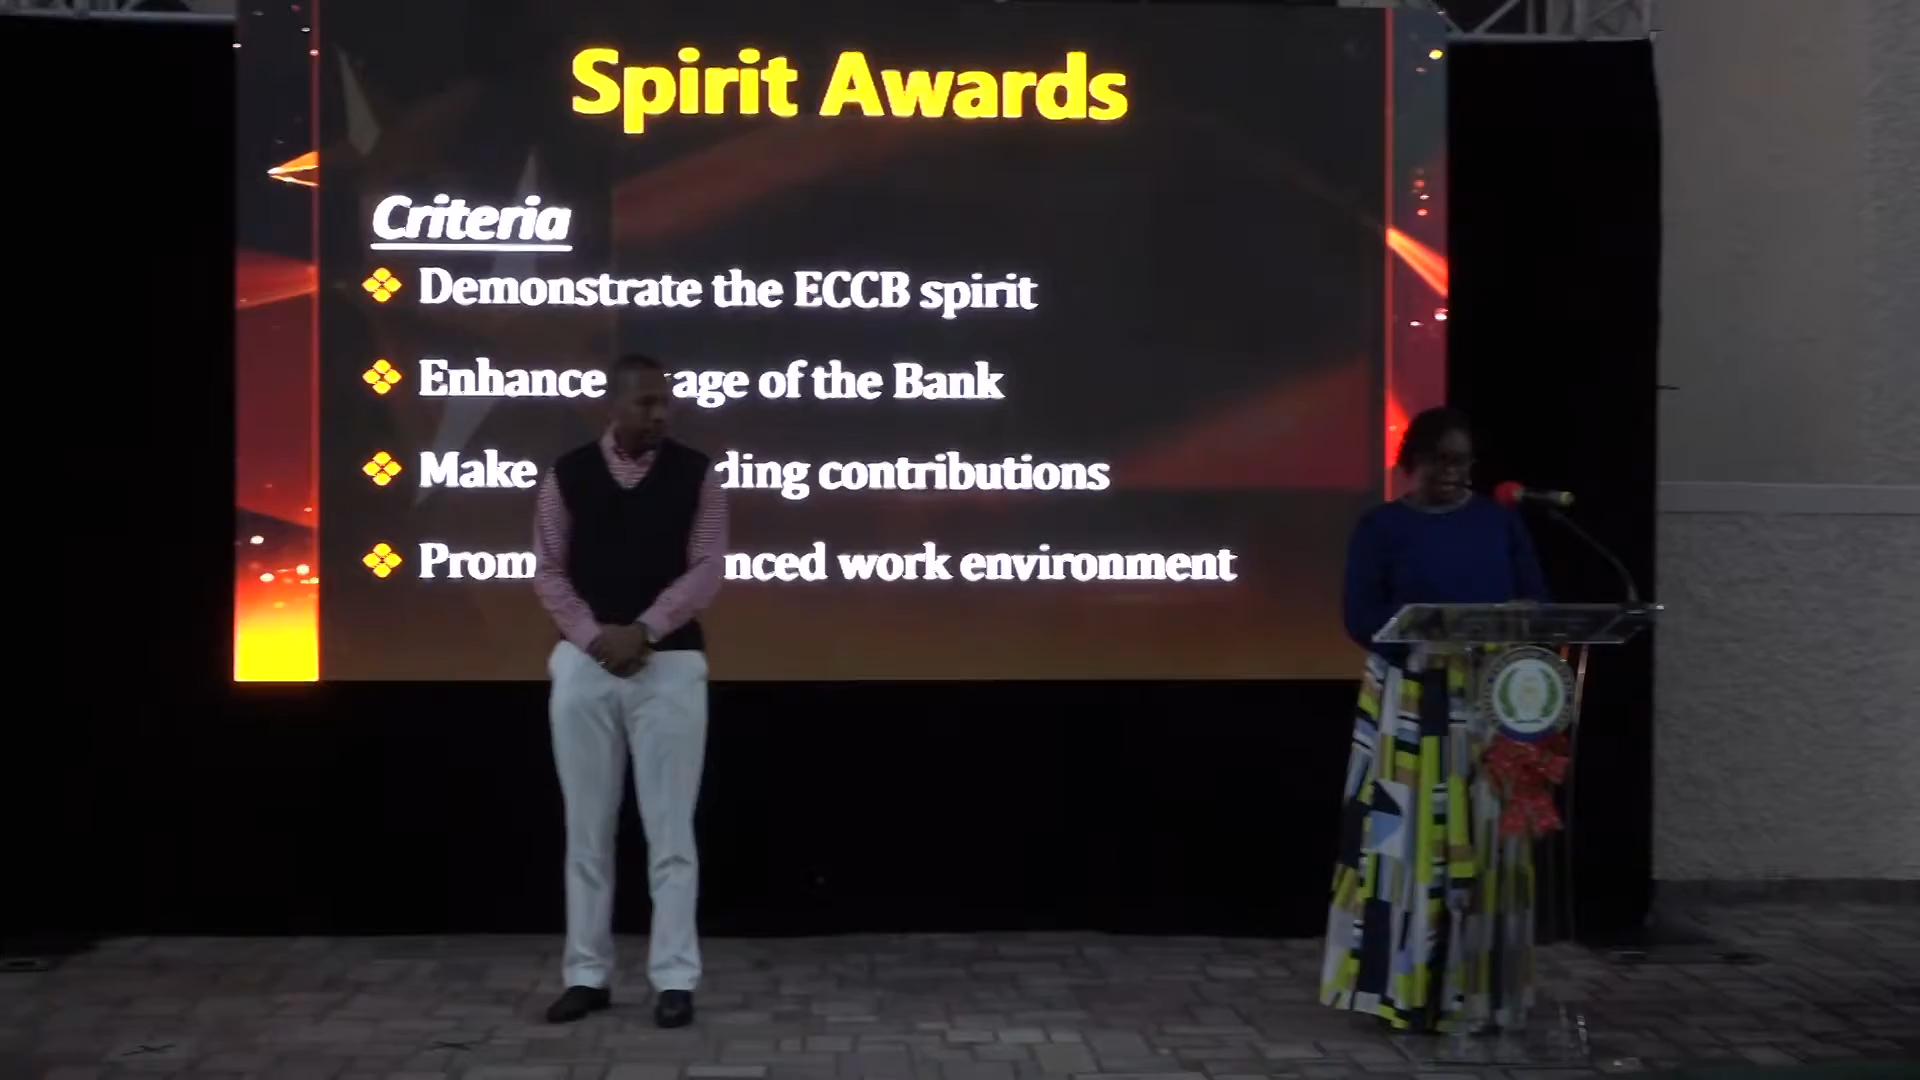 Spirit Awards
Criteria
Demonstrate the ECCB spirit
Enhance age of the Bank
Make ding contributions
Prom nced work environment